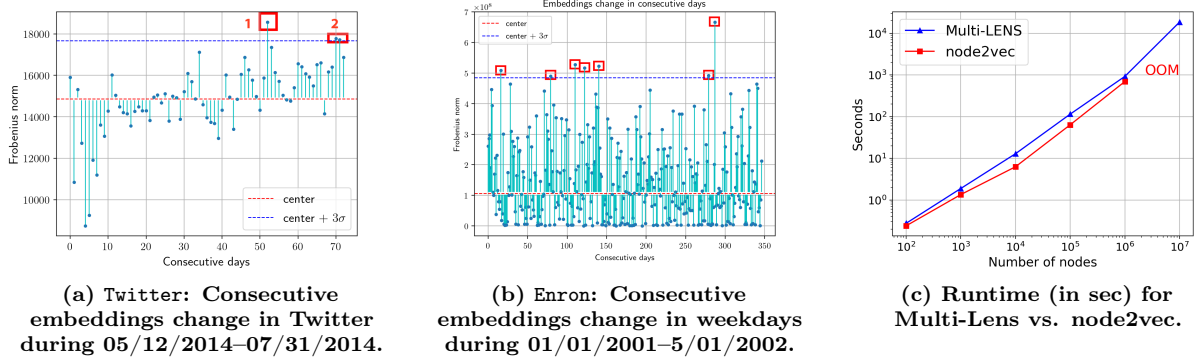 1
2
18000
16000
14000
12000
10000
Frobenius norm
center
center + 3σ
0 10 20 30 40 50 60 70
Consecutive days
(a) Twitter: Consecutive
embeddings change in Twitter
during 05/12/2014–07/31/2014.
Embeddings change in consecutive days
×10⁸
7
6
5
4
3
2
1
0
Frobenius norm
center
center + 3σ
0 50 100 150 200 250 300 350
Consecutive days
(b) Enron: Consecutive
embeddings change in weekdays
during 01/01/2001–5/01/2002.
Multi-LENS
node2vec
OOM
10⁴
10³
10²
10¹
10⁰
Seconds
10² 10³ 10⁴ 10⁵ 10⁶ 10⁷
Number of nodes
(c) Runtime (in sec) for
Multi-Lens vs. node2vec.